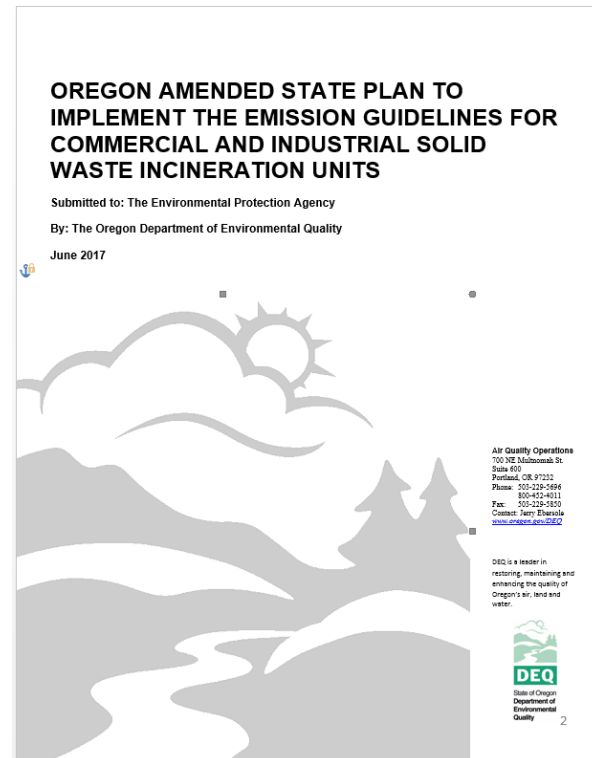 OREGON AMENDED STATE PLAN TO
IMPLEMENT THE EMISSION GUIDELINES FOR
COMMERCIAL AND INDUSTRIAL SOLID
WASTE INCINERATION UNITS
Submitted to: The Environmental Protection Agency
By: The Oregon Department of Environmental Quality
June 2017
Air Quality Operations
700 NE Multnomah St.
Suite 600
Portland, OR 97232
Phone: 503-229-5696
800-452-4011
Fax: 503-229-5850
Contact: Jerry Ebersole
www.oregon.gov/DEQ
DEQ is a leader in
restoring, maintaining and
enhancing the quality of
Oregon's air, land and
water.
DEQ
State of Oregon
Department of
Environmental
Quality
2